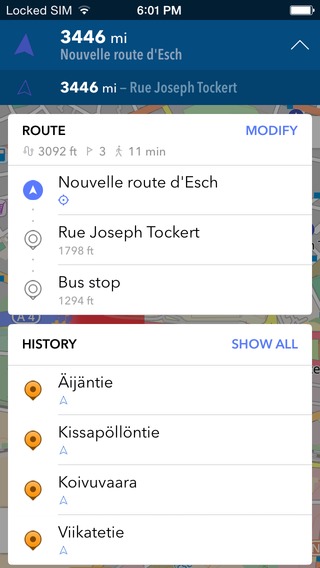 Locked SIM 6:01 PM
3446 mi
Nouvelle route d'Esch
3446 mi – Rue Joseph Tockert
ROUTE MODIFY
3092 ft 3 11 min
Nouvelle route d'Esch
Rue Joseph Tockert
1798 ft
Bus stop
1294 ft
A 4
HISTORY SHOW ALL
Äijäntie
Kissapöllöntie
Koivuvaara
Viikatetie